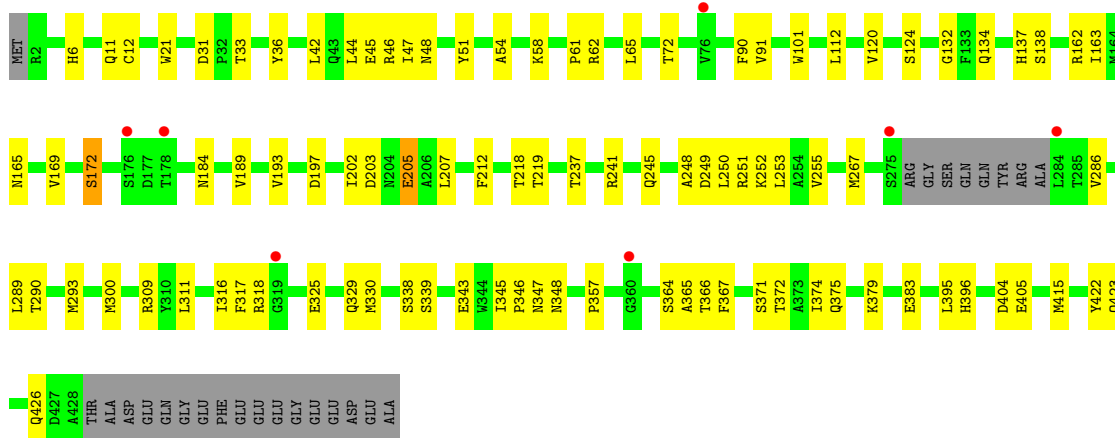 MET R2 H6 Q11 C12 W21 D31 P32 T33 Y36 L42 Q43 L44 E45 R46 I47 N48 Y51 A54 K58 P61 R62 L65 T72 V76 F90 V91 W101 L112 V120 S124 G132 F133 Q134 H137 S138 R162 I163 M164
N165 V169 S172 S176 D177 T178 N184 V189 V193 D197 I202 D203 N204 E205 A206 L207 F212 T218 T219 T237 R241 Q245 A248 D249 L250 R251 K252 L253 A254 V255 M267 S275 ARG GLY SER GLN GLN TYR ARG ALA L284 T285 V286
L289 T290 M293 M300 R309 Y310 L311 I316 F317 R318 G319 E325 Q329 M330 S338 S339 E343 W344 I345 P346 N347 N348 P357 G360 S364 A365 T366 F367 S371 T372 A373 I374 Q375 K379 E383 L395 H396 D404 E405 M415 Y422
Q426 D427 A428 THR ALA ASP GLU GLN GLY GLU PHE GLU GLU GLU GLY GLU GLU ASP GLU ALA